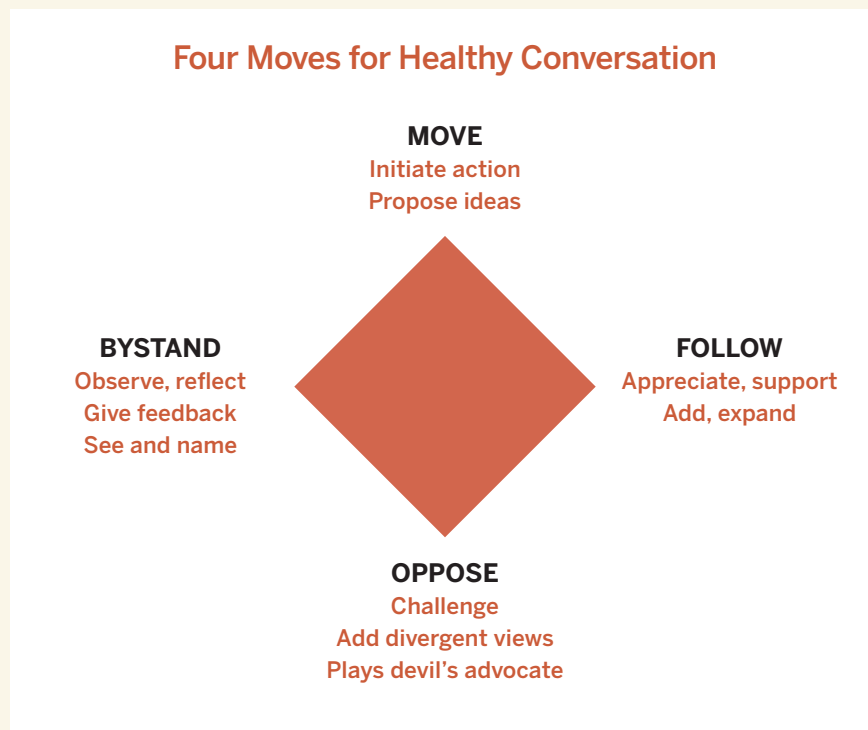 Four Moves for Healthy Conversation
MOVE
Initiate action
Propose ideas
BYSTAND
Observe, reflect
Give feedback
See and name
FOLLOW
Appreciate, support
Add, expand
OPPOSE
Challenge
Add divergent views
Plays devil’s advocate